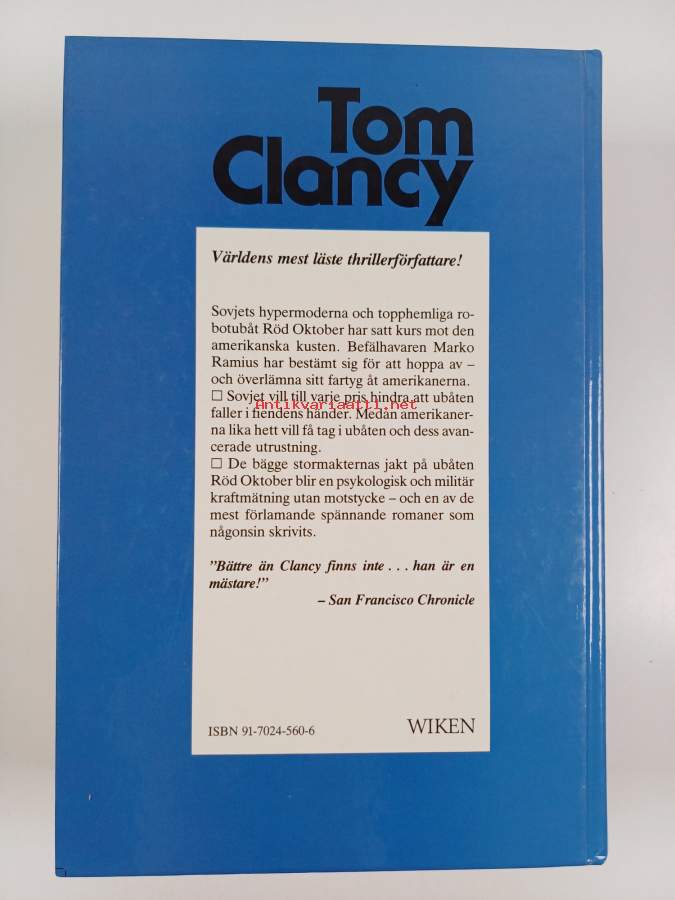 Tom
Clancy
Världens mest läste thrillerförfattare!
Sovjets hypermoderna och topphemliga ro-
botubåt Röd Oktober har satt kurs mot den
amerikanska kusten. Befälhavaren Marko
Ramius har bestämt sig för att hoppa av –
och överlämna sitt fartyg åt amerikanerna.
☐ Sovjet vill till varje pris hindra att ubåten
Antikvariaatti.net
faller i fiendens händer. Medan amerikaner-
na lika hett vill få tag i ubåten och dess avan-
cerade utrustning.
☐ De bägge stormakternas jakt på ubåten
Röd Oktober blir en psykologisk och militär
kraftmätning utan motstycke – och en av de
mest förlamande spännande romaner som
någonsin skrivits.
”Bättre än Clancy finns inte . . . han är en
mästare!”
– San Francisco Chronicle
ISBN 91-7024-560-6
WIKEN